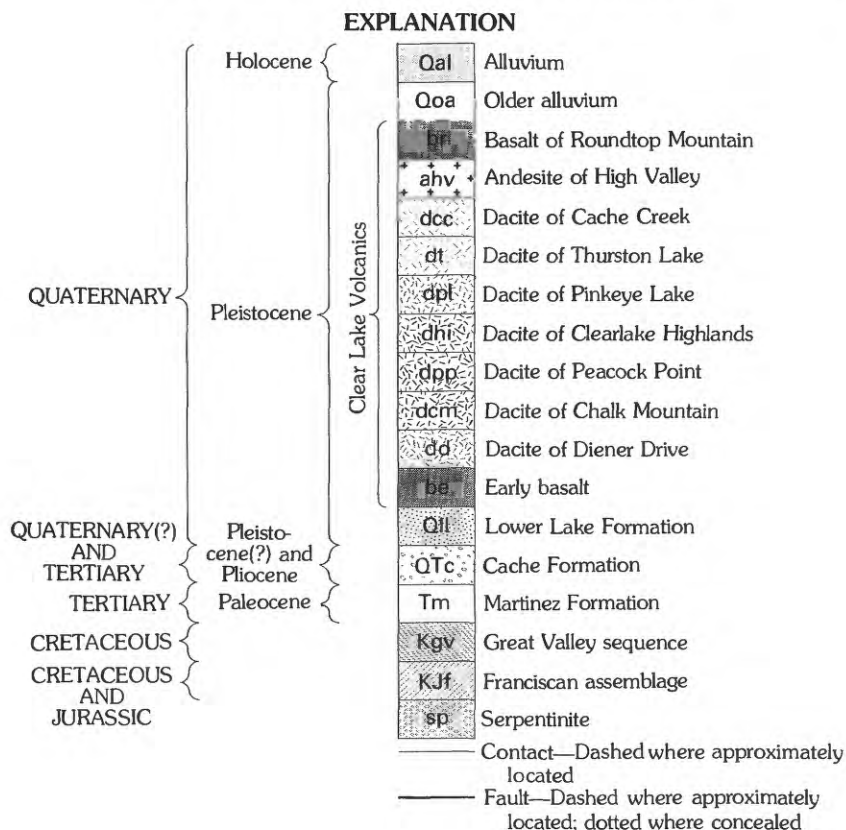 EXPLANATION
Holocene
Qal Alluvium
Qoa Older alluvium
Basalt of Roundtop Mountain
ahv Andesite of High Valley
dcc Dacite of Cache Creek
dt Dacite of Thurston Lake
QUATERNARY
Pleistocene
Clear Lake Volcanics
dpl Dacite of Pinkeye Lake
dhi Dacite of Clearlake Highlands
dpp Dacite of Peacock Point
dcm Dacite of Chalk Mountain
dd Dacite of Diener Drive
be Early basalt
Qll Lower Lake Formation
QUATERNARY(?)
AND
TERTIARY
Pleisto-
cene(?) and
Pliocene
QTc Cache Formation
TERTIARY
Paleocene
Tm Martinez Formation
CRETACEOUS
Kgv Great Valley sequence
CRETACEOUS
AND
JURASSIC
KJf Franciscan assemblage
sp Serpentinite
Contact—Dashed where approximately
located
Fault—Dashed where approximately
located; dotted where concealed